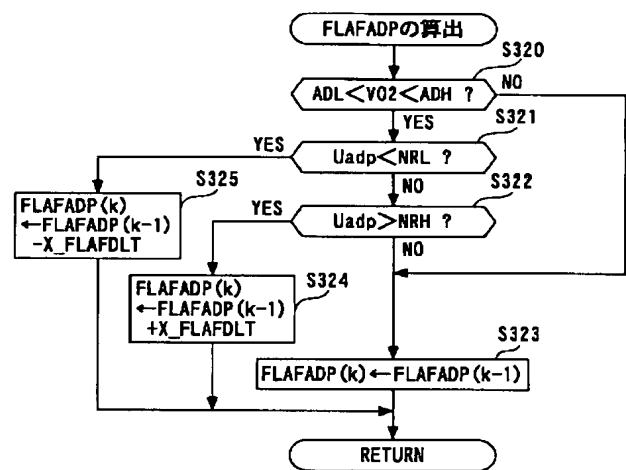 FLAFADPの算出
S320
ADL<VO2<ADH ?
NO
YES
S321
Uadp<NRL ?
YES
NO
S322
Uadp>NRH ?
YES
NO
S325
FLAFADP(k)
←FLAFADP(k-1)
-X_FLAFDLT
S324
FLAFADP(k)
←FLAFADP(k-1)
+X_FLAFDLT
S323
FLAFADP(k)←FLAFADP(k-1)
RETURN